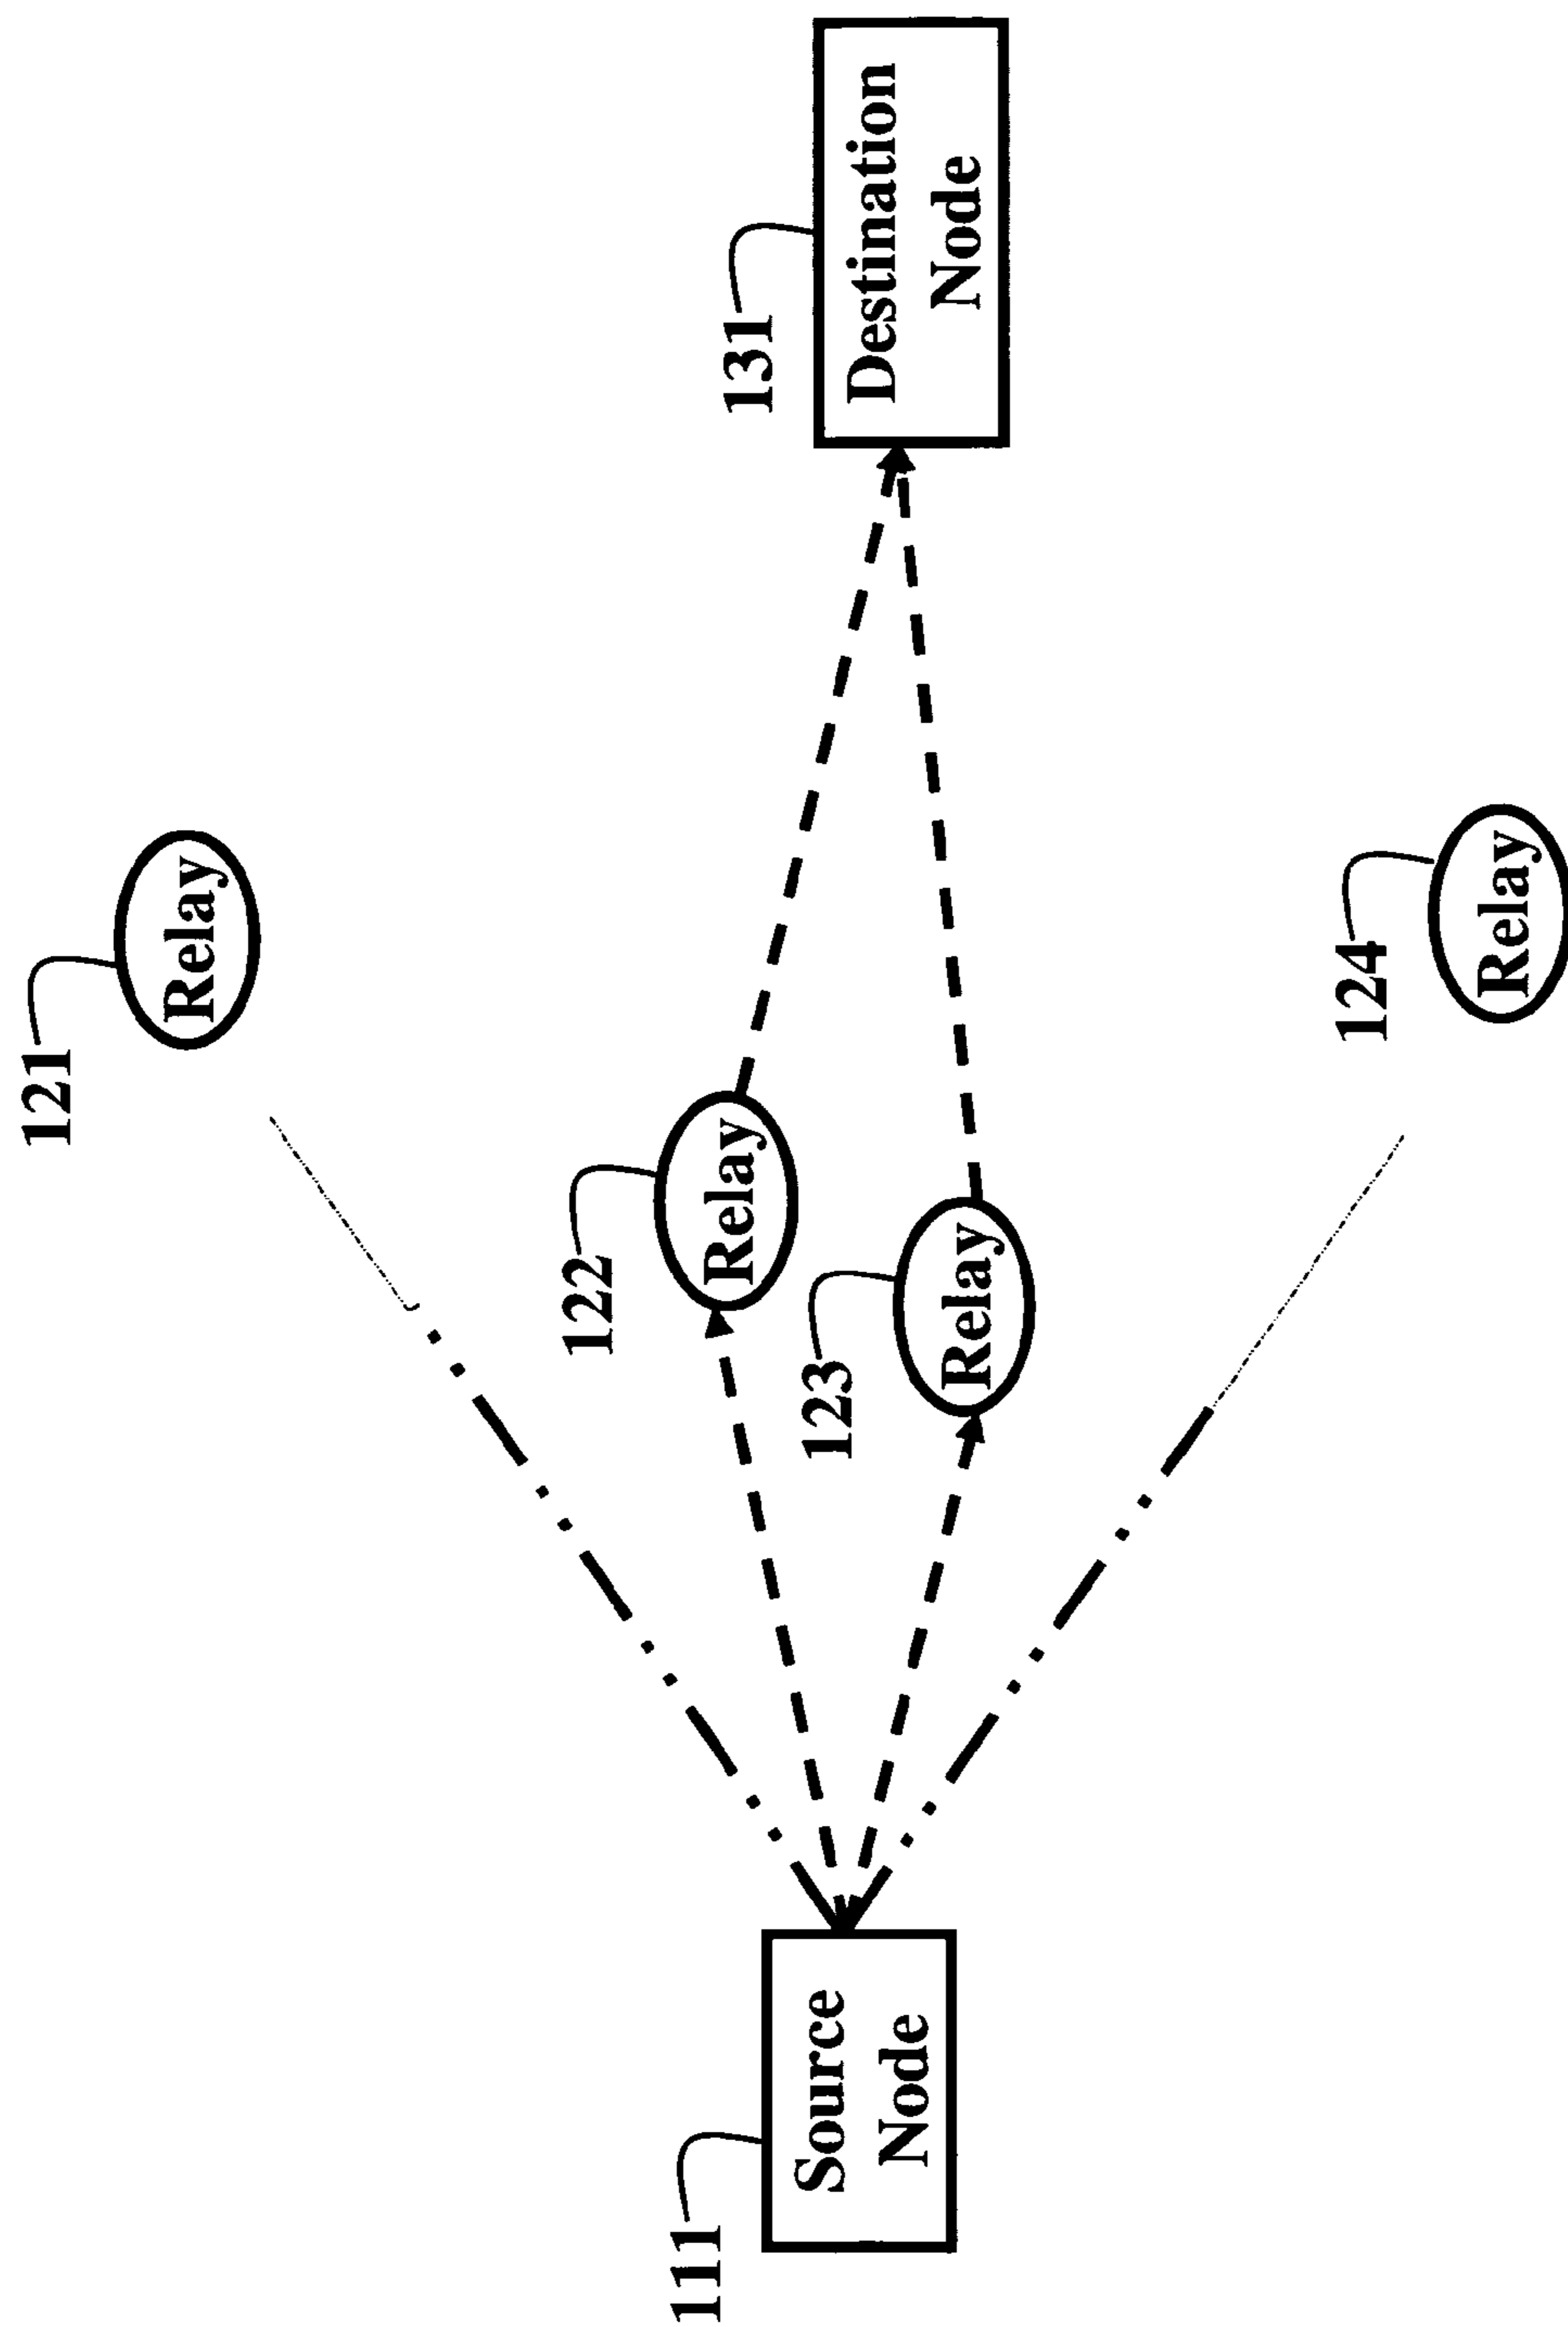 121
Relay
122
Relay
123
Relay
124
Relay
111
Source
Node
131
Destination
Node